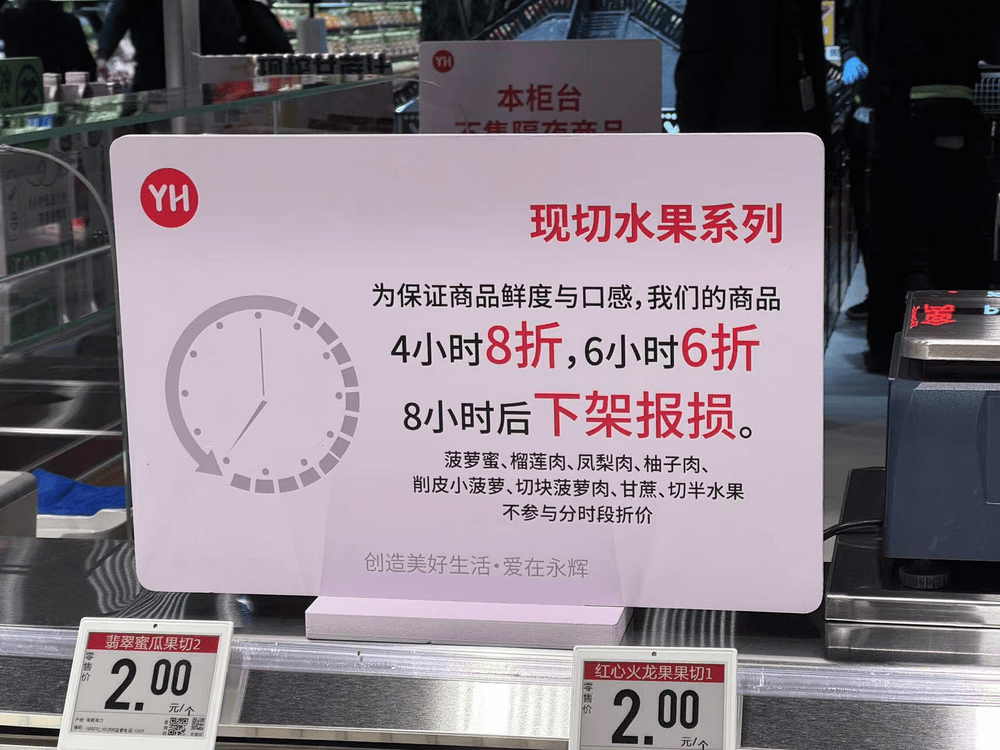 YH
本柜台
不售隔夜商品
YH
现切水果系列
为保证商品鲜度与口感,我们的商品
4小时8折,6小时6折
8小时后下架报损。
菠萝蜜、榴莲肉、凤梨肉、柚子肉、
削皮小菠萝、切块菠萝肉、甘蔗、切半水果
不参与分时段折价
创造美好生活·爱在永辉
翡翠蜜瓜果切2
零售价
2.00
元/个
红心火龙果果切1
零售价
2.00
元/个